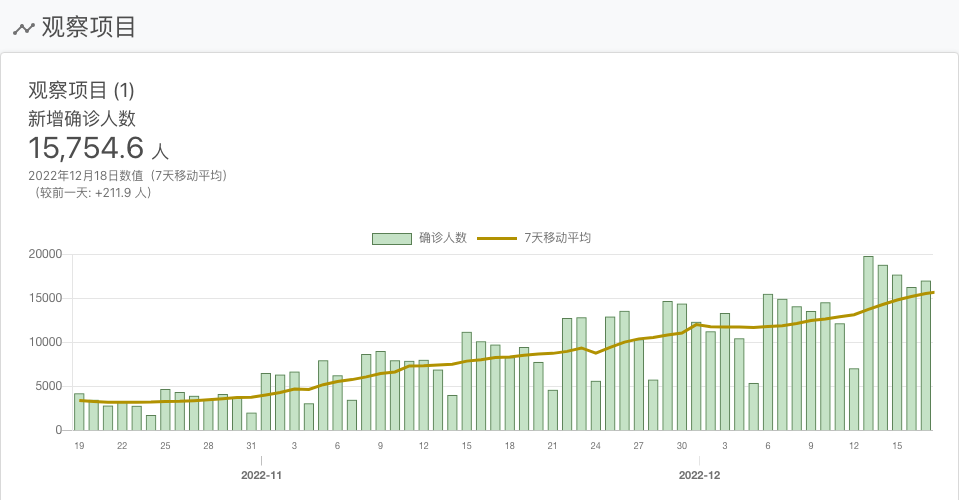 观察项目
观察项目 (1)
新增确诊人数
15,754.6 人
2022年12月18日数值（7天移动平均）
（较前一天: +211.9 人）
确诊人数 7天移动平均
20000
15000
10000
5000
0
19 22 25 28 31 3 6 9 12 15 18 21 24 27 30 3 6 9 12 15
2022-11 2022-12